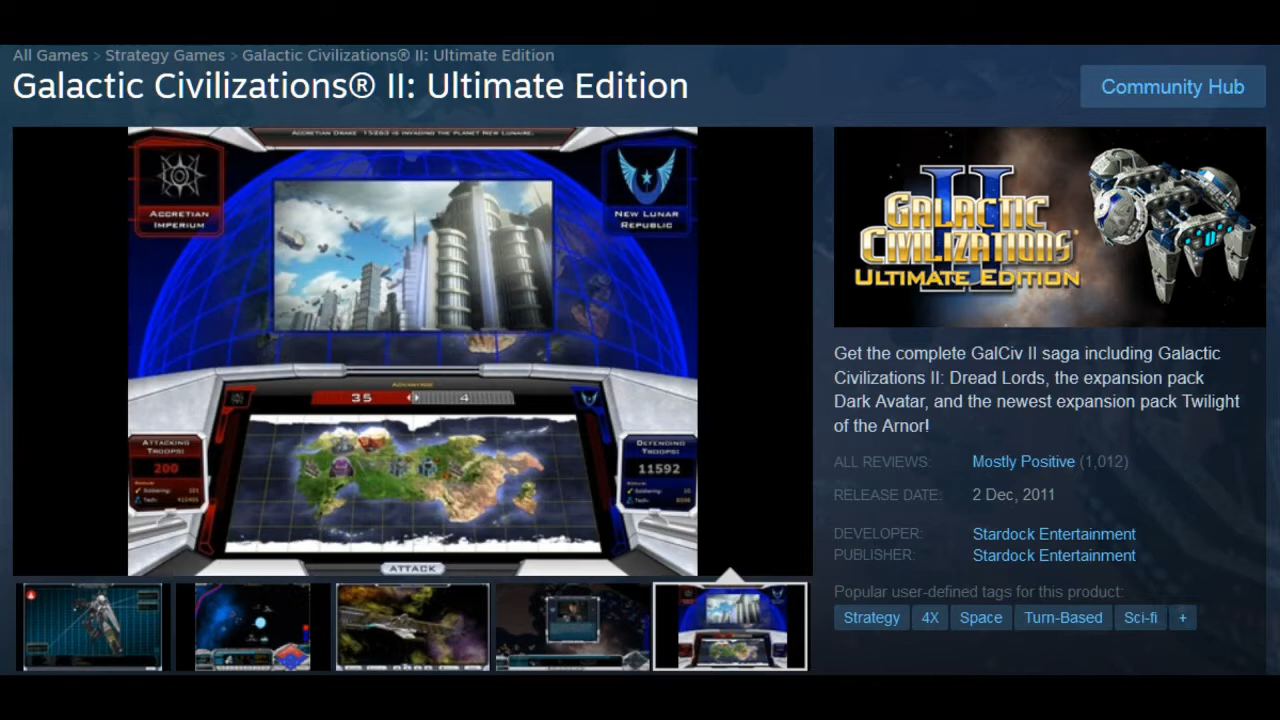 All Games > Strategy Games > Galactic Civilizations® II: Ultimate Edition
Galactic Civilizations® II: Ultimate Edition
Community Hub
Accretian Drake 15263 is invading the planet New Lunaire.
Accretian
Imperium
New Lunar
Republic
Advantage
35
4
Attacking
Troops:
200
Defending
Troops:
11592
Attack
II
Galactic
Civilizations
Ultimate Edition
Get the complete GalCiv II saga including Galactic
Civilizations II: Dread Lords, the expansion pack
Dark Avatar, and the newest expansion pack Twilight
of the Arnor!
ALL REVIEWS: Mostly Positive (1,012)
RELEASE DATE: 2 Dec, 2011
DEVELOPER: Stardock Entertainment
PUBLISHER: Stardock Entertainment
Popular user-defined tags for this product:
Strategy 4X Space Turn-Based Sci-fi +